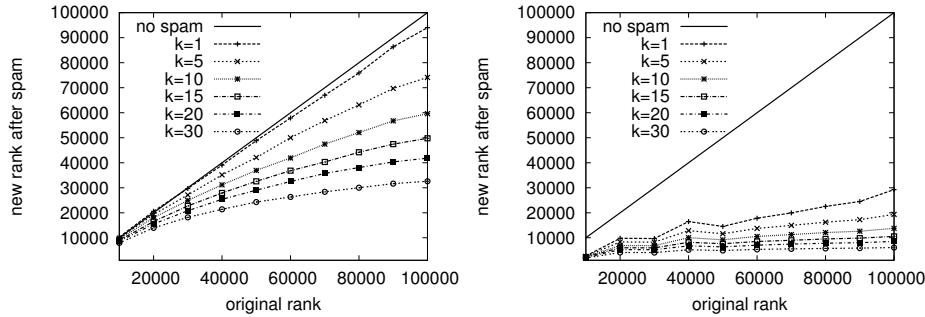 new rank after spam
100000
90000
80000
70000
60000
50000
40000
30000
20000
10000
no spam
k=1
k=5
k=10
k=15
k=20
k=30
20000 40000 60000 80000 100000
original rank
new rank after spam
100000
90000
80000
70000
60000
50000
40000
30000
20000
10000
no spam
k=1
k=5
k=10
k=15
k=20
k=30
20000 40000 60000 80000 100000
original rank